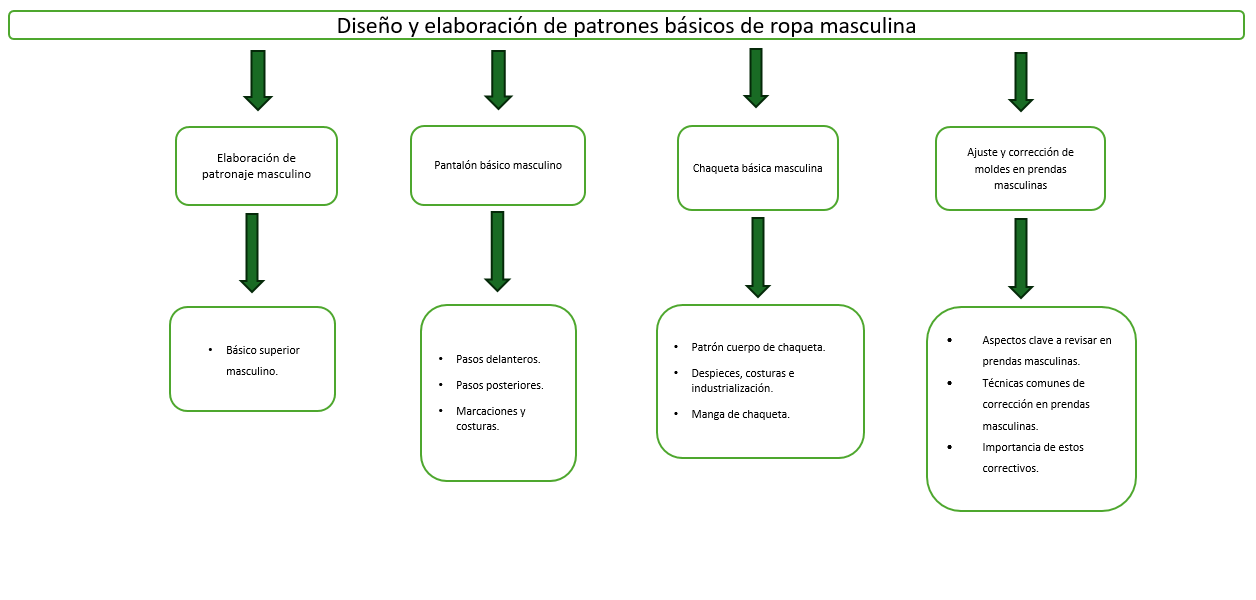 Diseño y elaboración de patrones básicos de ropa masculina
Elaboración de
patronaje masculino
Pantalón básico masculino
Chaqueta básica masculina
Ajuste y corrección de
moldes en prendas
masculinas
• Básico superior
masculino.
• Pasos delanteros.
• Pasos posteriores.
• Marcaciones y
costuras.
• Patrón cuerpo de chaqueta.
• Despieces, costuras e
industrialización.
• Manga de chaqueta.
• Aspectos clave a revisar en
prendas masculinas.
• Técnicas comunes de
corrección en prendas
masculinas.
• Importancia de estos
correctivos.